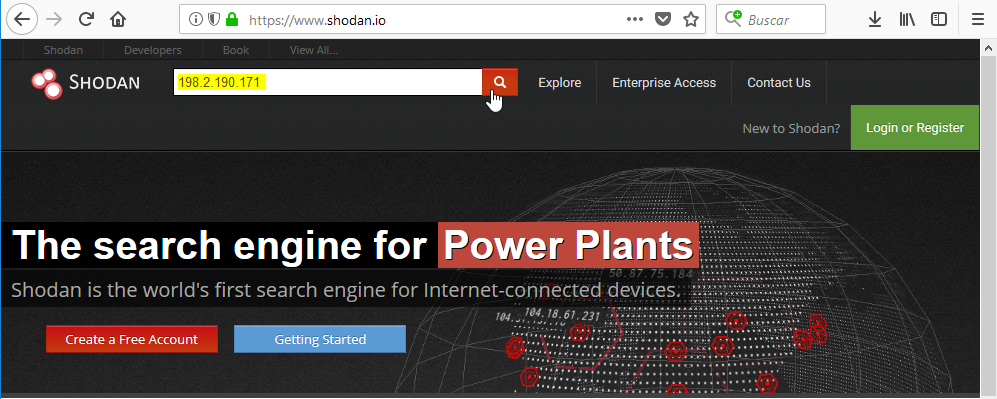 https://www.shodan.io
Buscar
Shodan Developers Book View All...
SHODAN
198.2.190.171
Explore Enterprise Access Contact Us
New to Shodan? Login or Register
The search engine for Power Plants
50.87.75.184
Shodan is the world's first search engine for Internet-connected devices.
104.18.61.231
Create a Free Account Getting Started